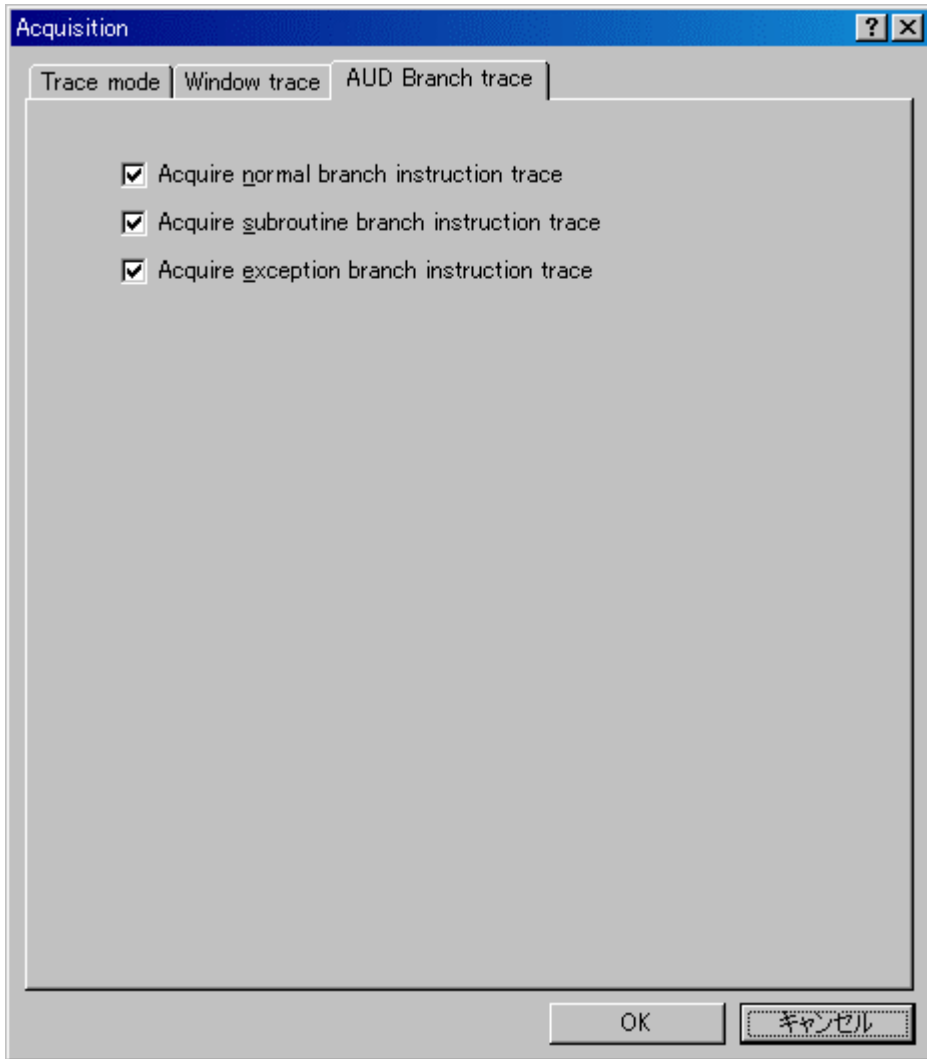 Acquisition
Trace mode Window trace AUD Branch trace
Acquire normal branch instruction trace
Acquire subroutine branch instruction trace
Acquire exception branch instruction trace
OK キャンセル